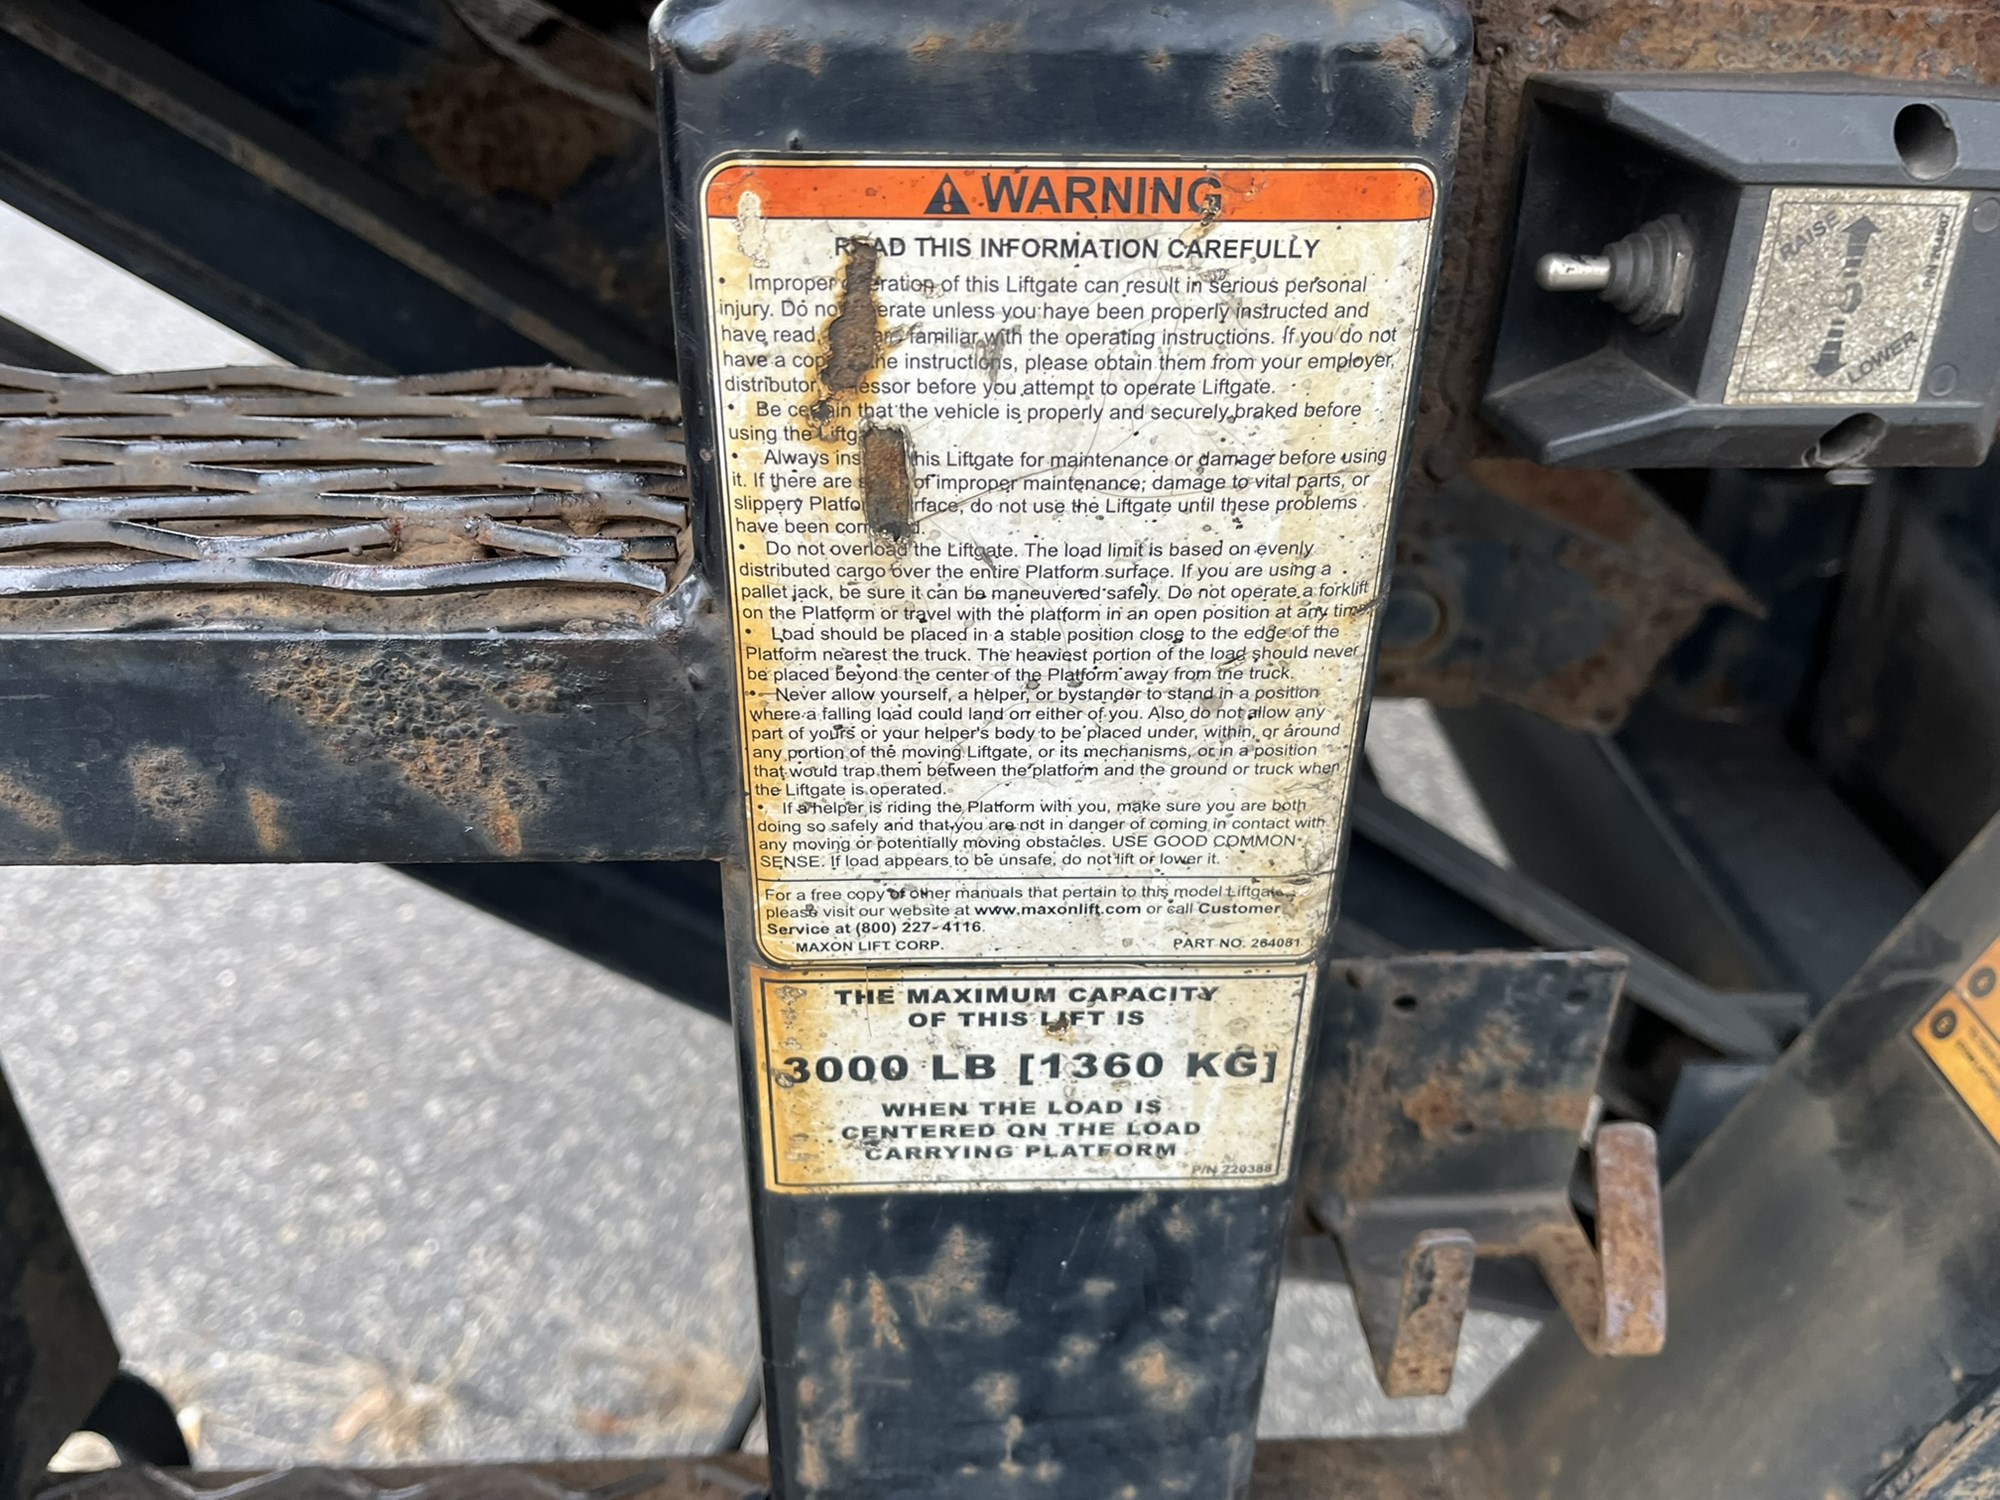 WARNING
READ THIS INFORMATION CAREFULLY
• Improper operation of this Liftgate can result in serious personal
injury. Do not operate unless you have been properly instructed and
have read, are familiar with the operating instructions. If you do not
have a copy the instructions, please obtain them from your employer,
distributor, lessor before you attempt to operate Liftgate.
• Be certain that the vehicle is properly and securely braked before
using the Liftg
• Always this Liftgate for maintenance or damage before using
it. If there are of improper maintenance, damage to vital parts, or
slippery Platform surface, do not use the Liftgate until these problems
have been
• Do not overload the Liftgate. The load limit is based on evenly
distributed cargo over the entire Platform surface. If you are using a
pallet jack, be sure it can be maneuvered safely. Do not operate a forklift
on the Platform or travel with the platform in an open position at any time.
• Load should be placed in a stable position close to the edge of the
Platform nearest the truck. The heaviest portion of the load should never
be placed beyond the center of the Platform away from the truck.
• Never allow yourself, a helper, or bystander to stand in a position
where a falling load could land on either of you. Also do not allow any
part of yours or your helper's body to be placed under, within, or around
any portion of the moving Liftgate, or its mechanisms, or in a position
that would trap them between the platform and the ground or truck when
the Liftgate is operated.
• If a helper is riding the Platform with you, make sure you are both
doing so safely and that you are not in danger of coming in contact with
any moving or potentially moving obstacles. USE GOOD COMMON
SENSE. If load appears to be unsafe, do not lift or lower it.
For a free copy of other manuals that pertain to this model Liftgate,
please visit our website at www.maxonlift.com or call Customer
Service at (800) 227-4116.
MAXON LIFT CORP. PART NO. 264081
THE MAXIMUM CAPACITY
OF THIS LIFT IS
3000 LB [1360 KG]
WHEN THE LOAD IS
CENTERED ON THE LOAD
CARRYING PLATFORM
P/N 220388
RAISE
LOWER